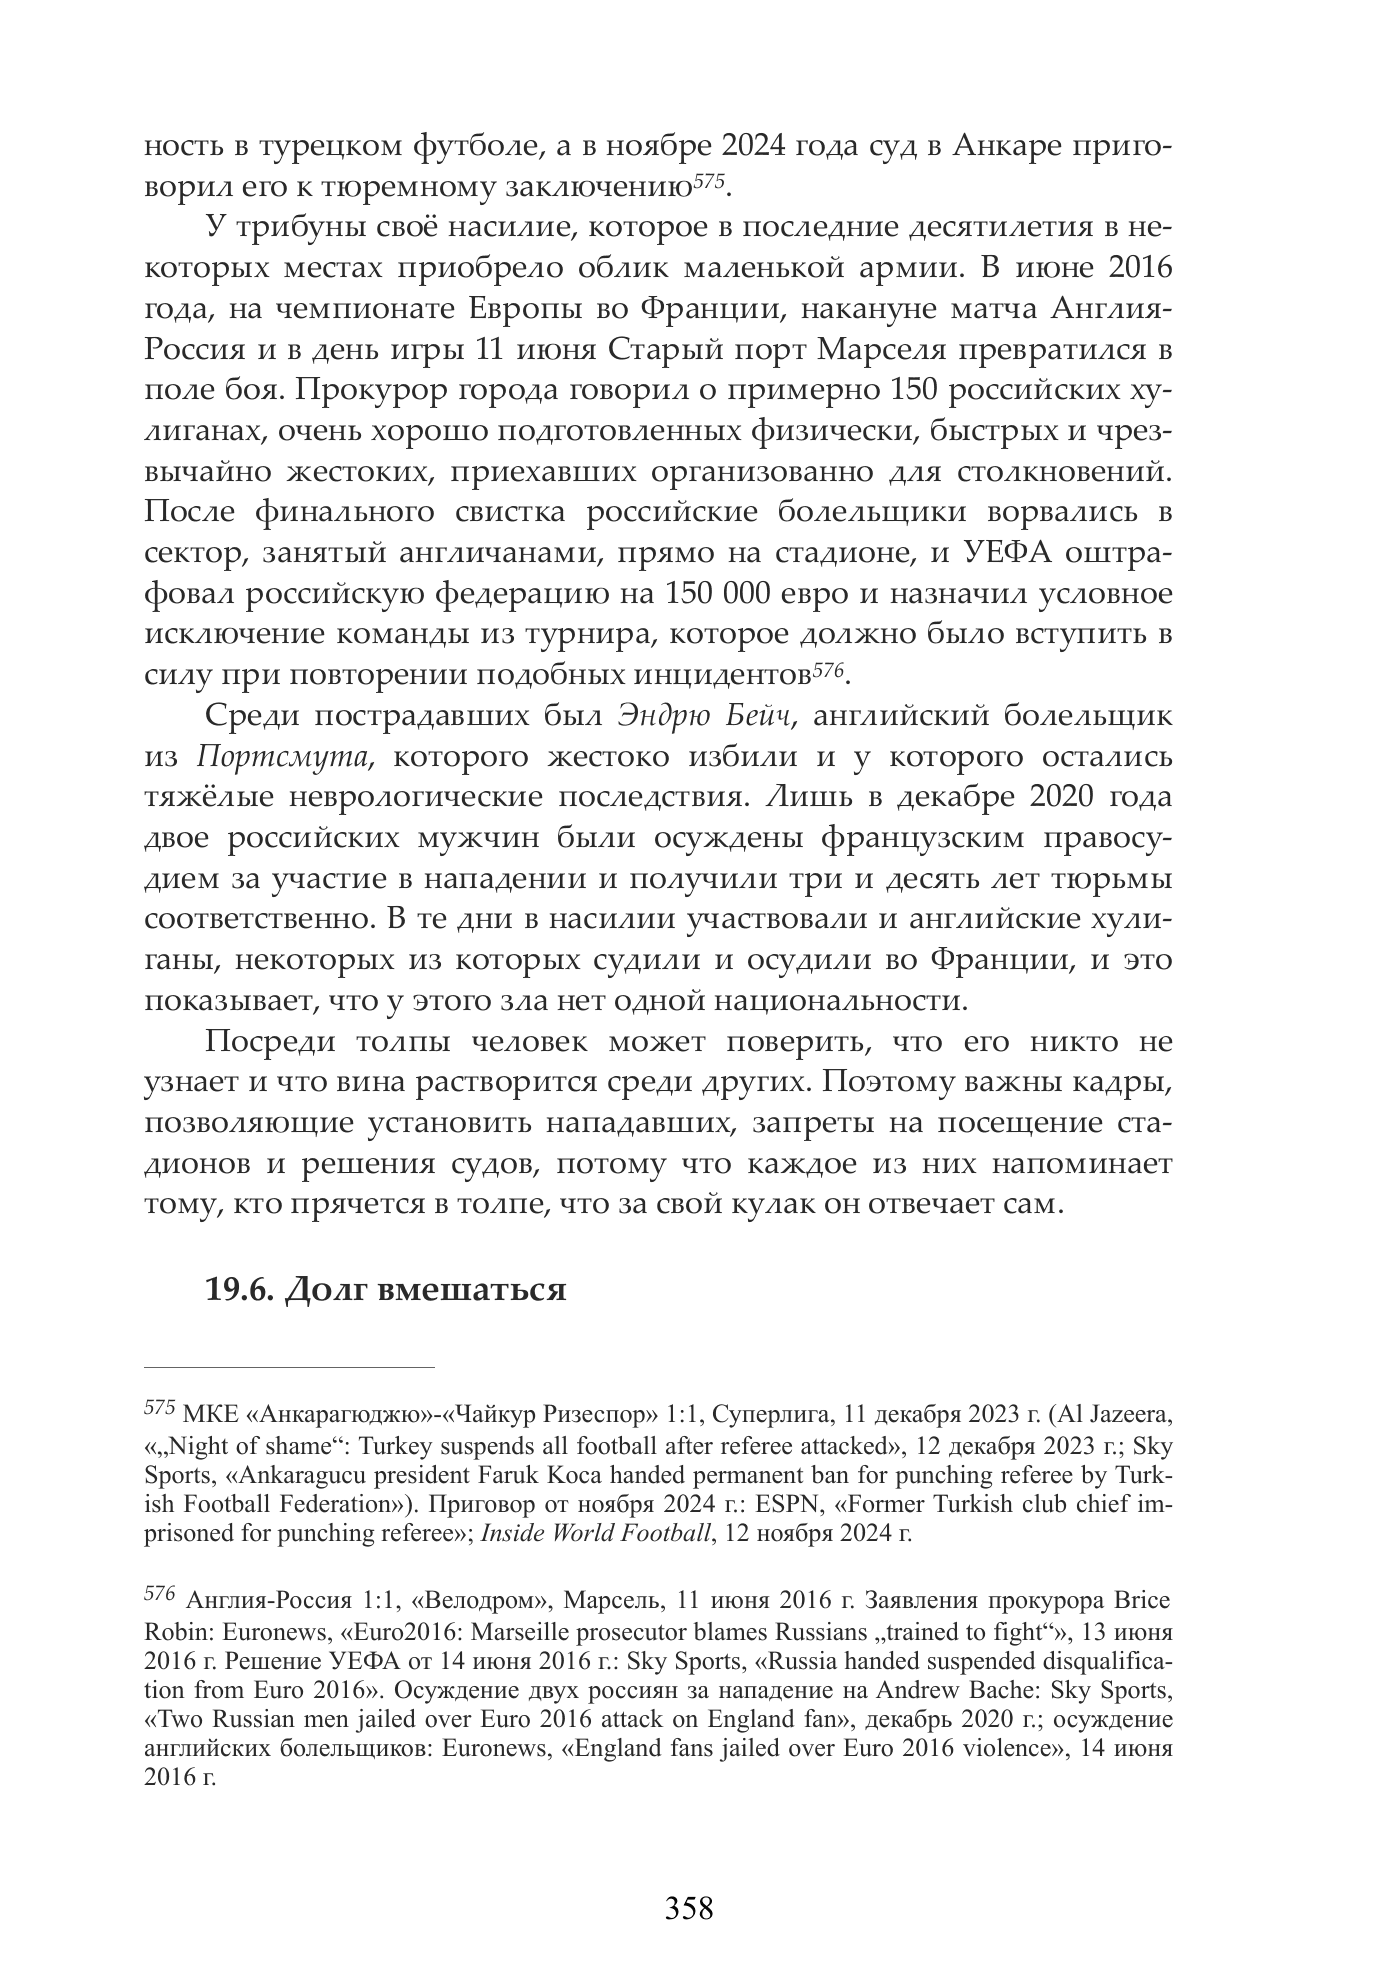 ность в турецком футболе, а в ноябре 2024 года суд в Анкаре приго-
ворил его к тюремному заключению575.
У трибуны своё насилие, которое в последние десятилетия в не-
которых местах приобрело облик маленькой армии. В июне 2016
года, на чемпионате Европы во Франции, накануне матча Англия-
Россия и в день игры 11 июня Старый порт Марселя превратился в
поле боя. Прокурор города говорил о примерно 150 российских ху-
лиганах, очень хорошо подготовленных физически, быстрых и чрез-
вычайно жестоких, приехавших организованно для столкновений.
После финального свистка российские болельщики ворвались в
сектор, занятый англичанами, прямо на стадионе, и УЕФА оштра-
фовал российскую федерацию на 150 000 евро и назначил условное
исключение команды из турнира, которое должно было вступить в
силу при повторении подобных инцидентов576.
Среди пострадавших был Эндрю Бейч, английский болельщик
из Портсмута, которого жестоко избили и у которого остались
тяжёлые неврологические последствия. Лишь в декабре 2020 года
двое российских мужчин были осуждены французским правосу-
дием за участие в нападении и получили три и десять лет тюрьмы
соответственно. В те дни в насилии участвовали и английские хули-
ганы, некоторых из которых судили и осудили во Франции, и это
показывает, что у этого зла нет одной национальности.
Посреди толпы человек может поверить, что его никто не
узнает и что вина растворится среди других. Поэтому важны кадры,
позволяющие установить нападавших, запреты на посещение ста-
дионов и решения судов, потому что каждое из них напоминает
тому, кто прячется в толпе, что за свой кулак он отвечает сам.
19.6. Долг вмешаться
575 МКЕ «Анкарагюджю»-«Чайкур Ризеспор» 1:1, Суперлига, 11 декабря 2023 г. (Al Jazeera,
«„Night of shame“: Turkey suspends all football after referee attacked», 12 декабря 2023 г.; Sky
Sports, «Ankaragucu president Faruk Koca handed permanent ban for punching referee by Turk-
ish Football Federation»). Приговор от ноября 2024 г.: ESPN, «Former Turkish club chief im-
prisoned for punching referee»; Inside World Football, 12 ноября 2024 г.
576 Англия-Россия 1:1, «Велодром», Марсель, 11 июня 2016 г. Заявления прокурора Brice
Robin: Euronews, «Euro2016: Marseille prosecutor blames Russians „trained to fight“», 13 июня
2016 г. Решение УЕФА от 14 июня 2016 г.: Sky Sports, «Russia handed suspended disqualifica-
tion from Euro 2016». Осуждение двух россиян за нападение на Andrew Bache: Sky Sports,
«Two Russian men jailed over Euro 2016 attack on England fan», декабрь 2020 г.; осуждение
английских болельщиков: Euronews, «England fans jailed over Euro 2016 violence», 14 июня
2016 г.
358